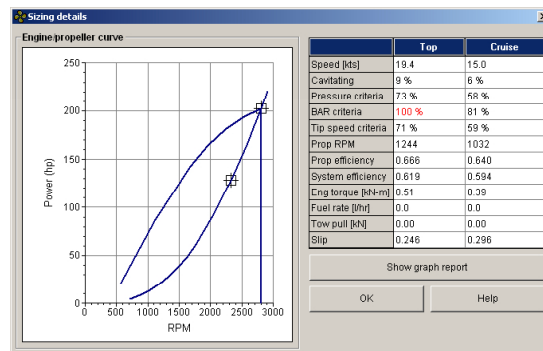 Sizing details
Engine/propeller curve
250
200
150
100
50
0
Power (hp)
0 500 1000 1500 2000 2500 3000
RPM
Top Cruise
Speed [kts] 19.4 15.0
Cavitating 9 % 6 %
Pressure criteria 73 % 58 %
BAR criteria 100 % 81 %
Tip speed criteria 71 % 59 %
Prop RPM 1244 1032
Prop efficiency 0.666 0.640
System efficiency 0.619 0.594
Eng torque [kN-m] 0.51 0.39
Fuel rate [l/hr] 0.0 0.0
Tow pull [kN] 0.00 0.00
Slip 0.246 0.296
Show graph report
OK Help